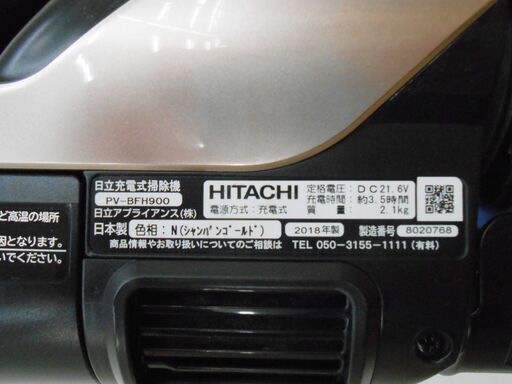 日立充電式掃除機
PV-BFH900
日立アプライアンス(株)
HITACHI
電源方式：充電式
定格電圧：DC21.6V
充電時間：約3.5時間
質量：2.1kg
日本製
色相：N(シャンパンゴールド)
2018年製
製造番号 8020768
商品情報やお取り扱いについてのご相談は
TEL 050-3155-1111 (有料)
ど高温の場所
因となります。
いでください。